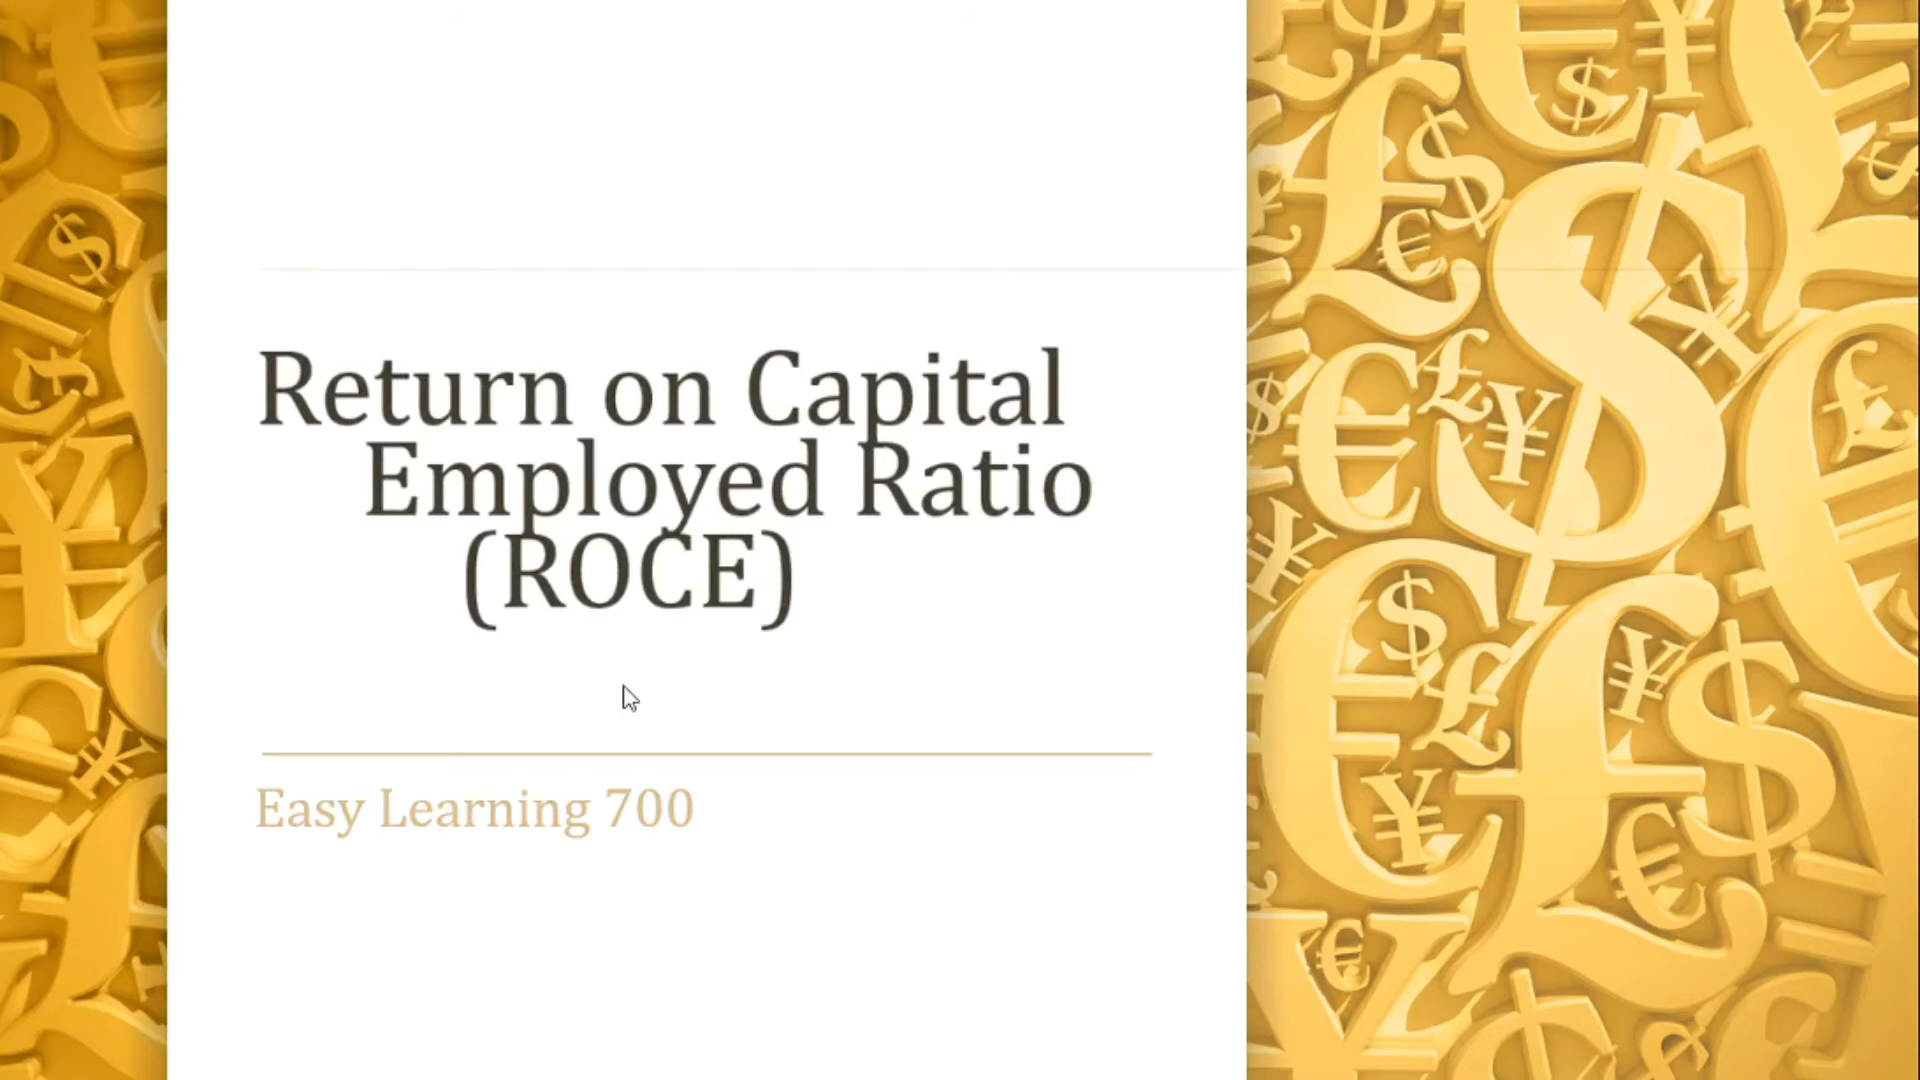 Return on Capital
Employed Ratio
(ROCE)
Easy Learning 700